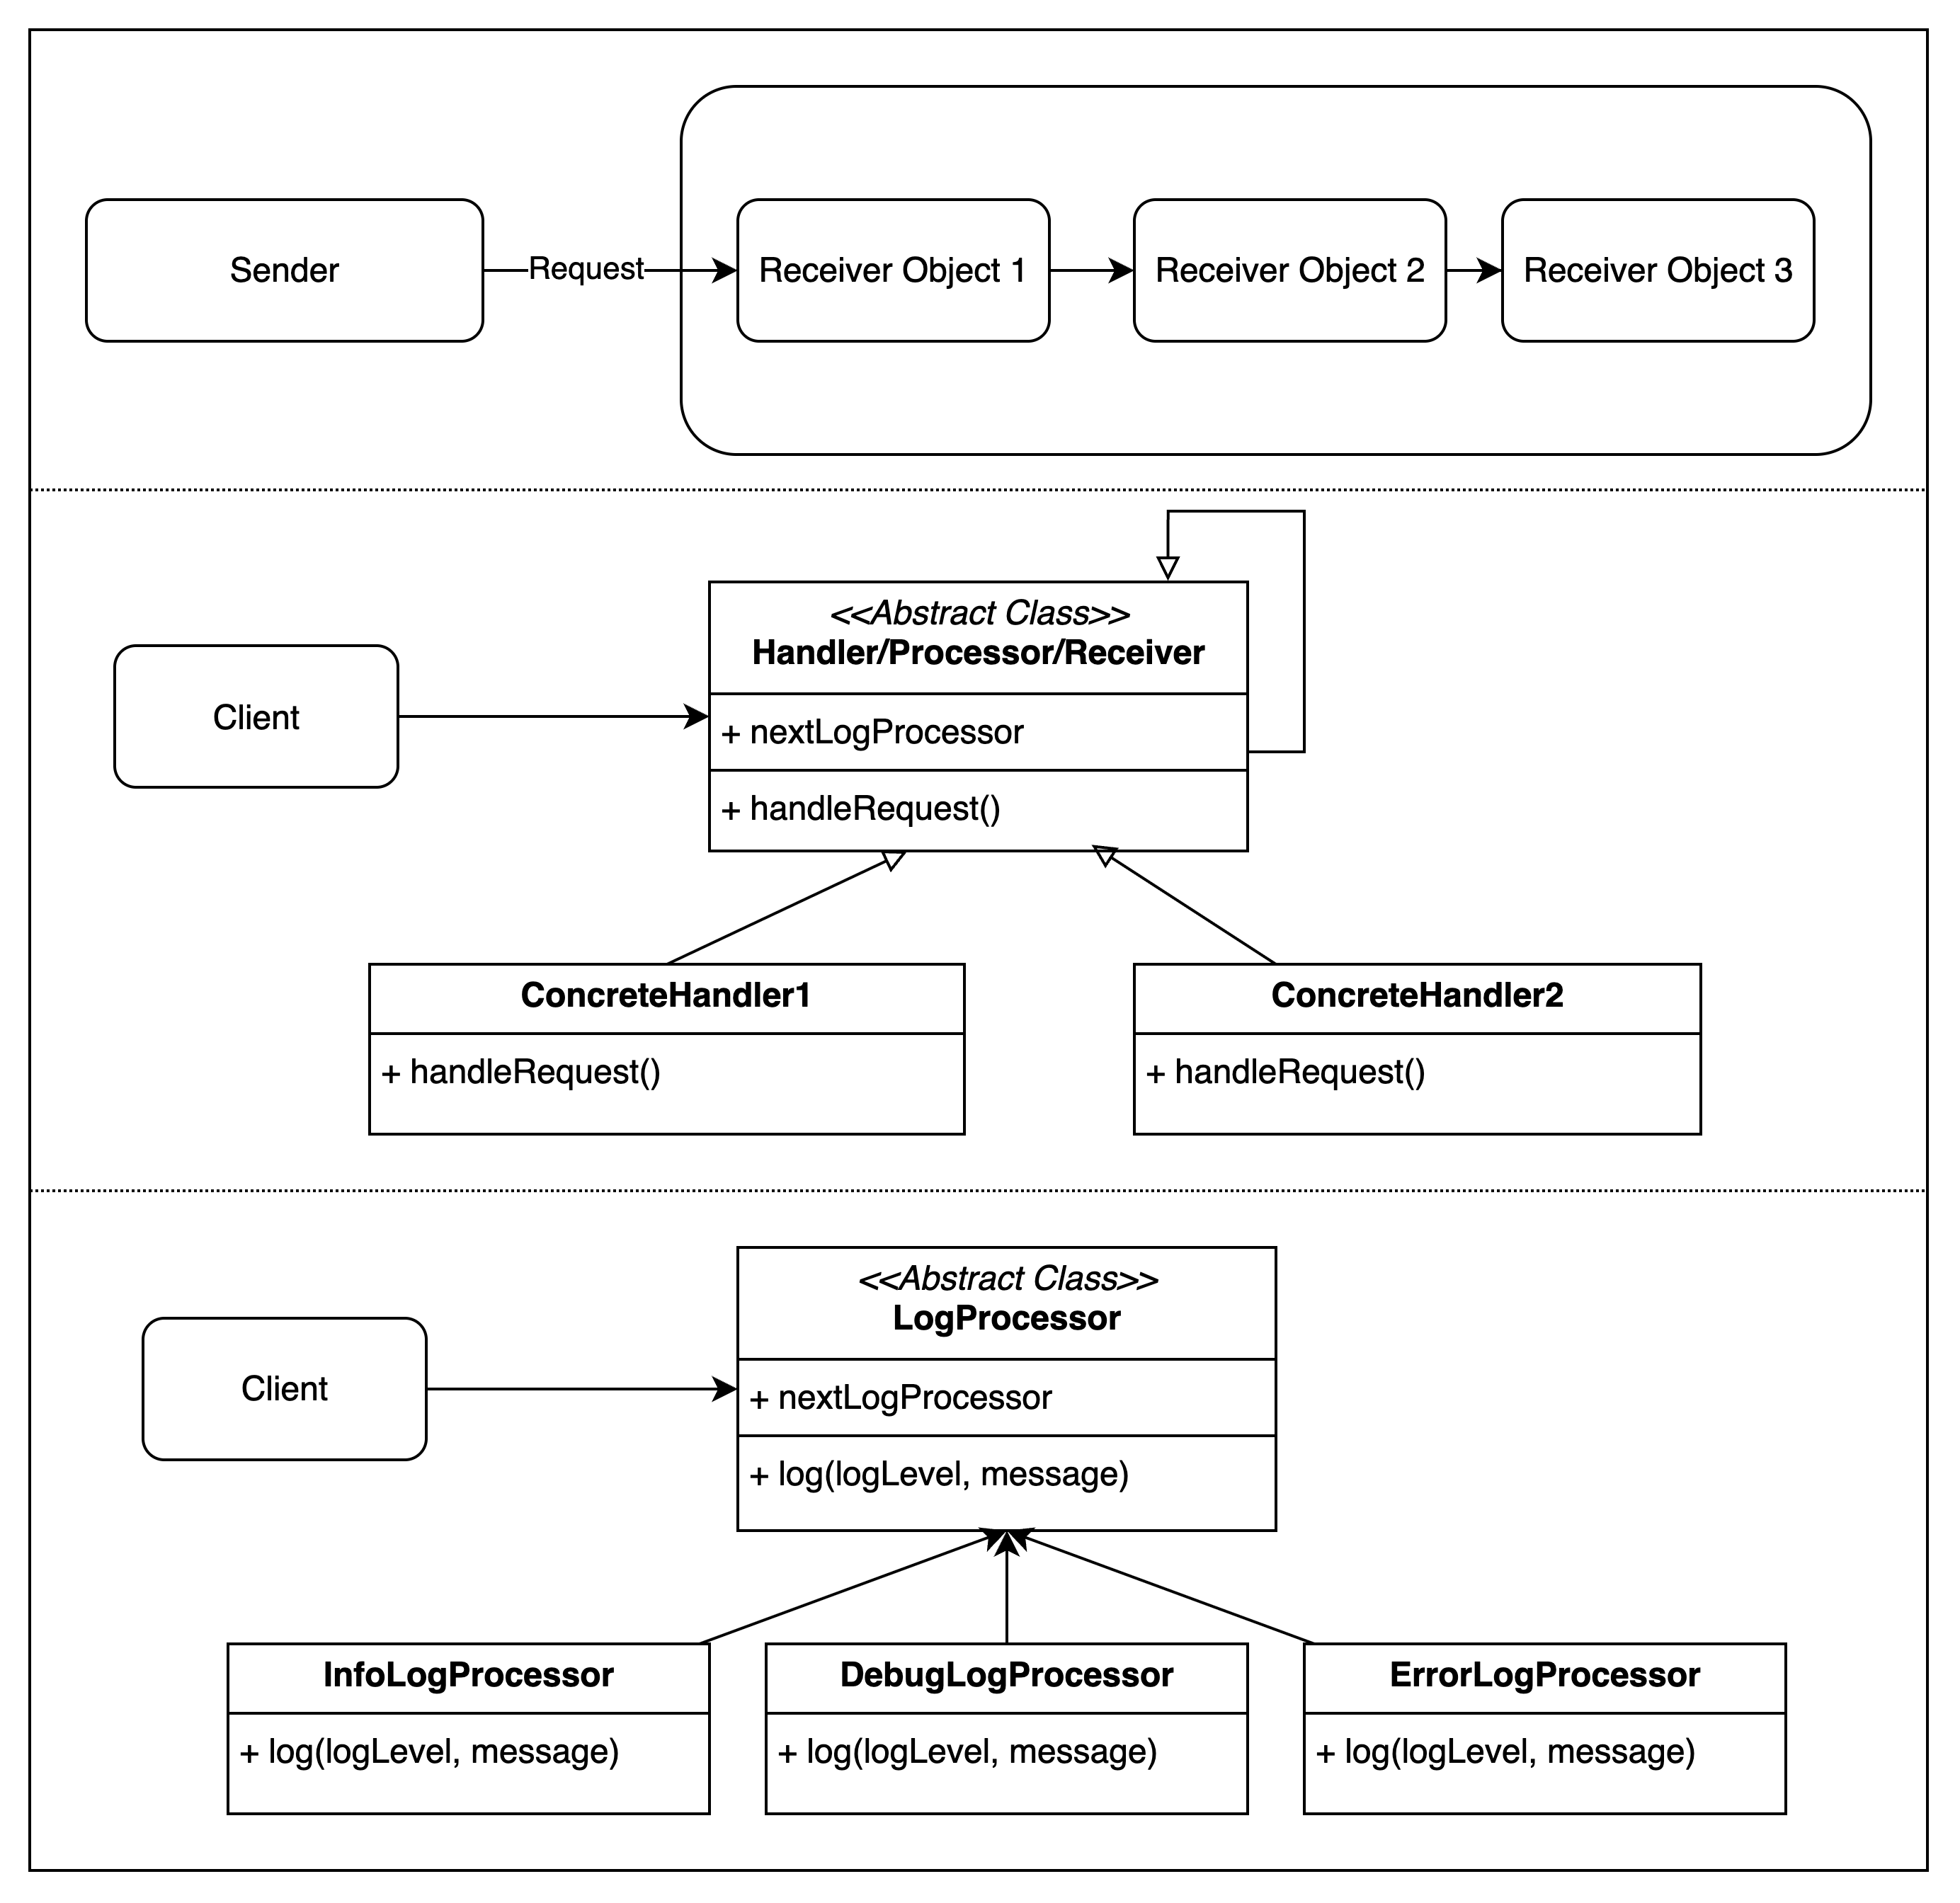 Sender
Request
Receiver Object 1
Receiver Object 2
Receiver Object 3
<<Abstract Class>>
Handler/Processor/Receiver
Client
+ nextLogProcessor
+ handleRequest()
ConcreteHandler1
+ handleRequest()
ConcreteHandler2
+ handleRequest()
<<Abstract Class>>
LogProcessor
Client
+ nextLogProcessor
+ log(logLevel, message)
InfoLogProcessor
+ log(logLevel, message)
DebugLogProcessor
+ log(logLevel, message)
ErrorLogProcessor
+ log(logLevel, message)